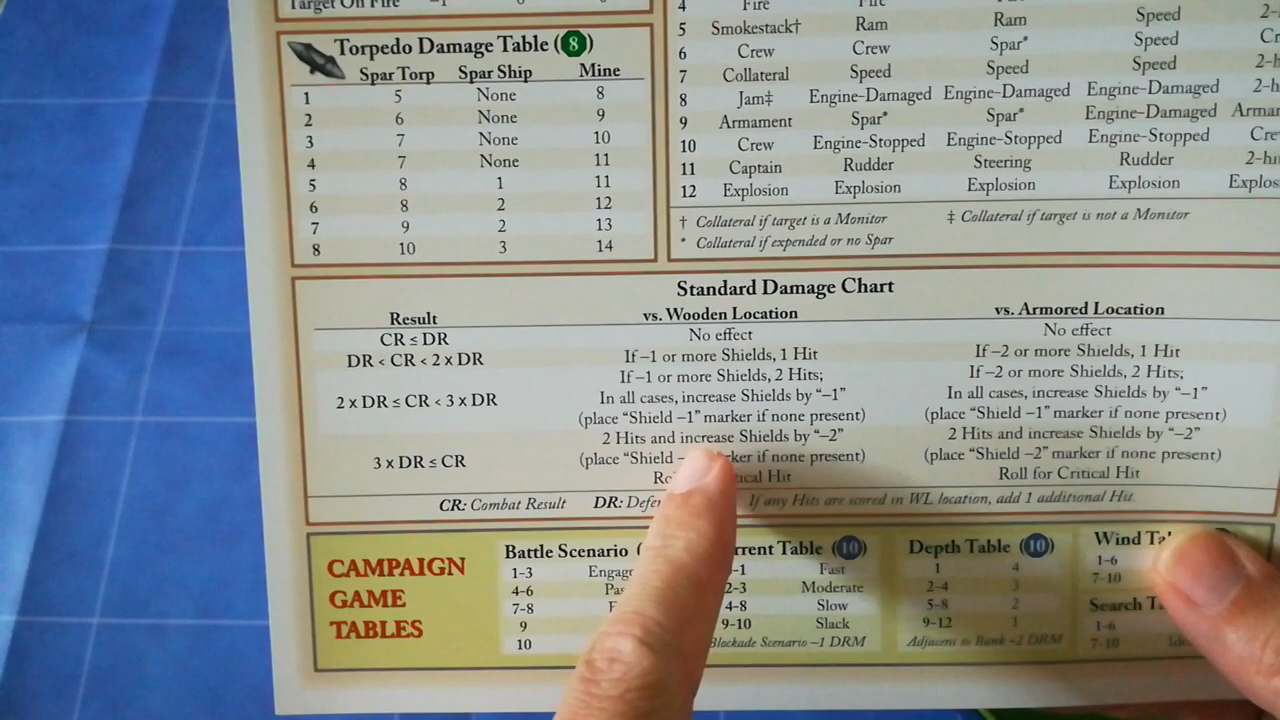 Target On Fire –1
Torpedo Damage Table (8)
Spar Torp Spar Ship Mine
1 5 None 8
2 6 None 9
3 7 None 10
4 7 None 11
5 8 1 11
6 8 2 12
7 9 2 13
8 10 3 14
4 Fire Fire
5 Smokestack† Ram Ram Speed 2-
6 Crew Crew Spar* Speed
7 Collateral Speed Speed Speed
8 Jam‡ Engine-Damaged Engine-Damaged Engine-Damaged
9 Armament Spar* Spar* Engine-Damaged
10 Crew Engine-Stopped Engine-Stopped Engine-Stopped
11 Captain Rudder Steering Rudder
12 Explosion Explosion Explosion Explosion
† Collateral if target is a Monitor ‡ Collateral if target is not a Monitor
* Collateral if expended or no Spar
Standard Damage Chart
Result vs. Wooden Location vs. Armored Location
CR ≤ DR No effect No effect
DR < CR < 2 x DR If –1 or more Shields, 1 Hit If –2 or more Shields, 1 Hit
If –1 or more Shields, 2 Hits; If –2 or more Shields, 2 Hits;
2 x DR ≤ CR < 3 x DR In all cases, increase Shields by “–1” In all cases, increase Shields by “–1”
(place “Shield –1” marker if none present) (place “Shield –1” marker if none present)
2 Hits and increase Shields by “–2” 2 Hits and increase Shields by “–2”
3 x DR ≤ CR (place “Shield – if none present) (place “Shield –2” marker if none present)
Hit Roll for Critical Hit
CR: Combat Result DR: If any Hits are scored in WL location, add 1 additional Hit.
CAMPAIGN
GAME
TABLES
Battle Scenario
1-3
4-6
7-8
9
10
Table (10)
Fast
2-3 Moderate
4-8 Slow
9-10 Slack
Blockade Scenario –1 DRM
Depth Table (10)
1 4
2-4 3
5-8 2
9-12 1
Adjacent to Bank +2 DRM
Wind
1-6
7-10
Search
1-6
7-10